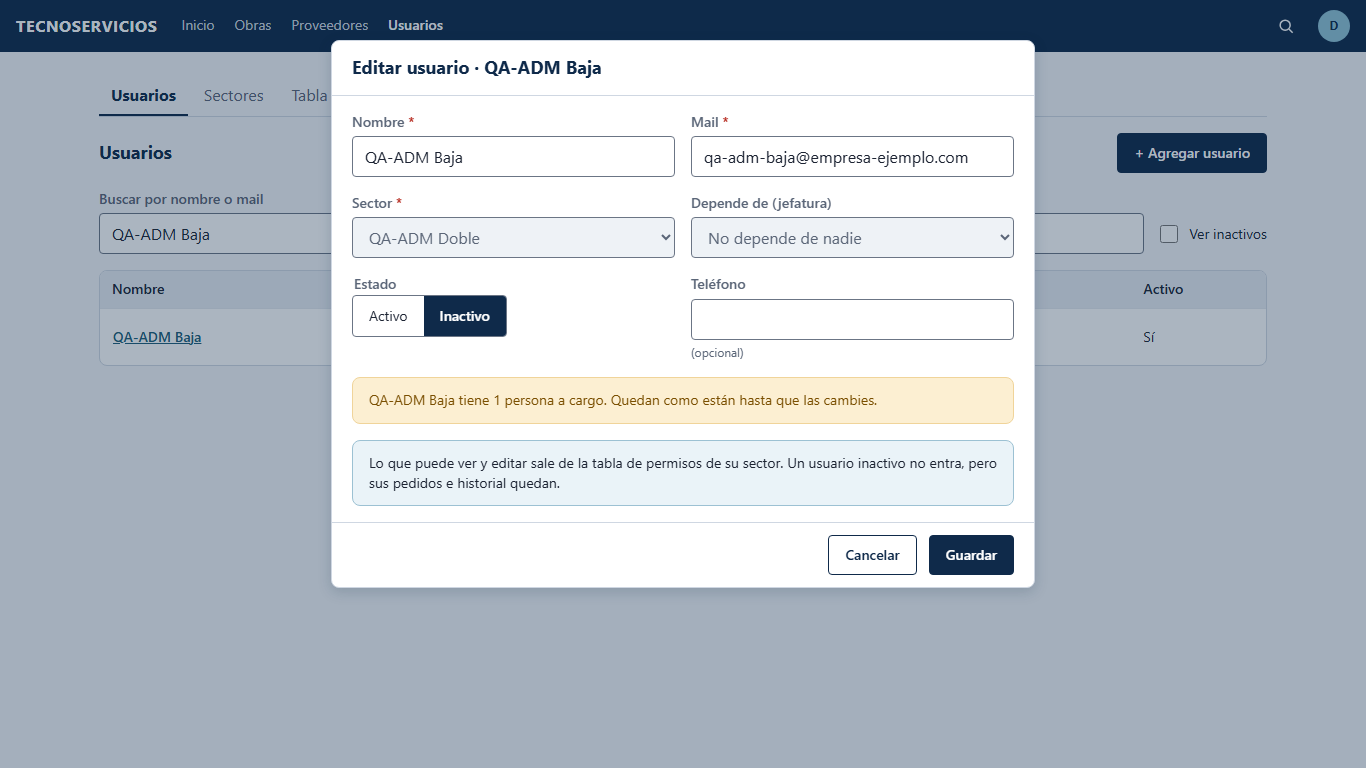 TECNOSERVICIOS Inicio Obras Proveedores Usuarios D
Editar usuario · QA-ADM Baja
Usuarios Sectores Tabla
Nombre * Mail *
QA-ADM Baja qa-adm-baja@empresa-ejemplo.com
Usuarios + Agregar usuario
Buscar por nombre o mail
Sector * Depende de (jefatura)
QA-ADM Baja Ver inactivos
QA-ADM Doble No depende de nadie
Estado Teléfono
Nombre Activo
Activo Inactivo
QA-ADM Baja Sí
(opcional)
QA-ADM Baja tiene 1 persona a cargo. Quedan como están hasta que las cambies.
Lo que puede ver y editar sale de la tabla de permisos de su sector. Un usuario inactivo no entra, pero
sus pedidos e historial quedan.
Cancelar Guardar